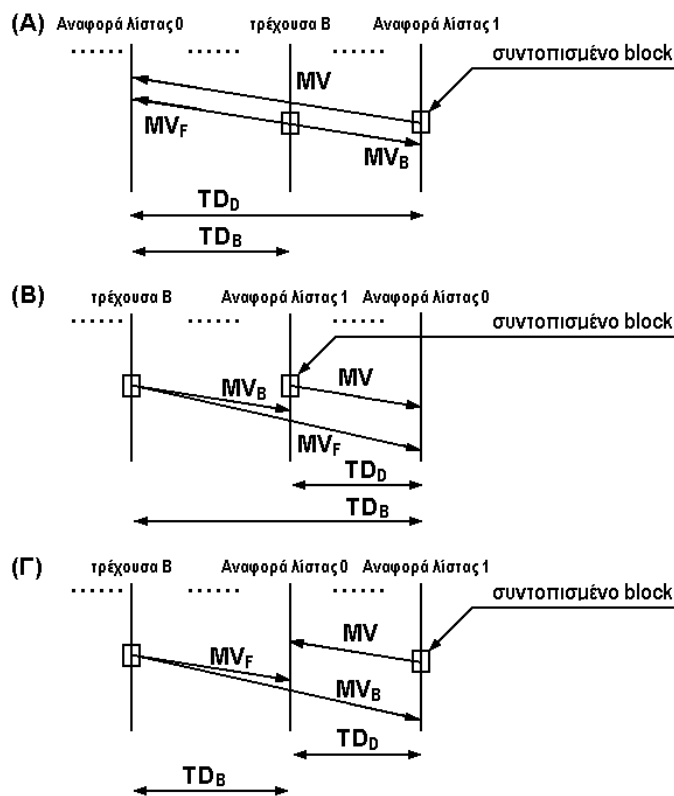 (Α) Αναφορά λίστας 0 τρέχουσα Β Αναφορά λίστας 1
συντοπισμένο block
MV
MVF
MVB
TDD
TDB
(Β) τρέχουσα Β Αναφορά λίστας 1 Αναφορά λίστας 0
συντοπισμένο block
MV
MVB
MVF
TDD
TDB
(Γ) τρέχουσα Β Αναφορά λίστας 0 Αναφορά λίστας 1
συντοπισμένο block
MV
MVF
MVB
TDD
TDB